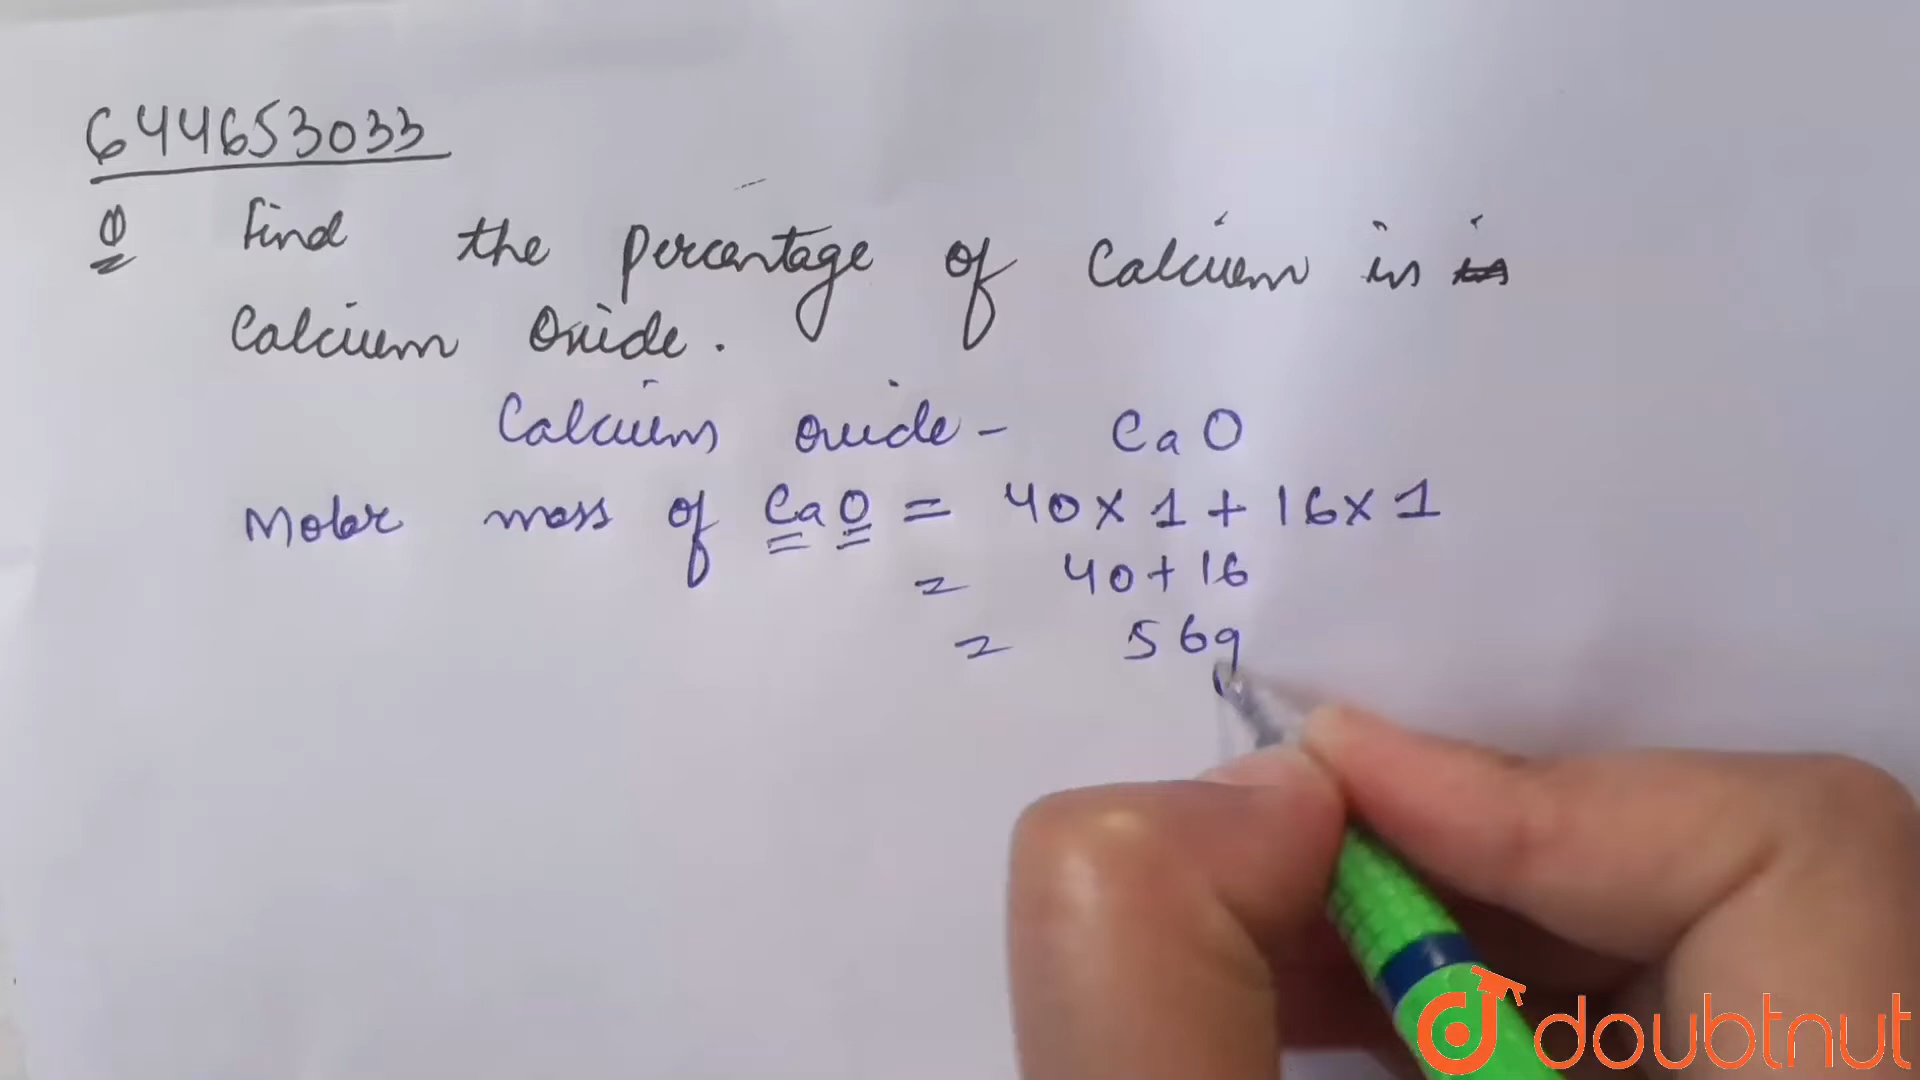 644653033
Q Find the Percentage of Calcium in
Calcium Oxide.
Calcium oxide - CaO
Molar mass of CaO = 40 x 1 + 16 x 1
= 40 + 16
= 56g
doubtnut